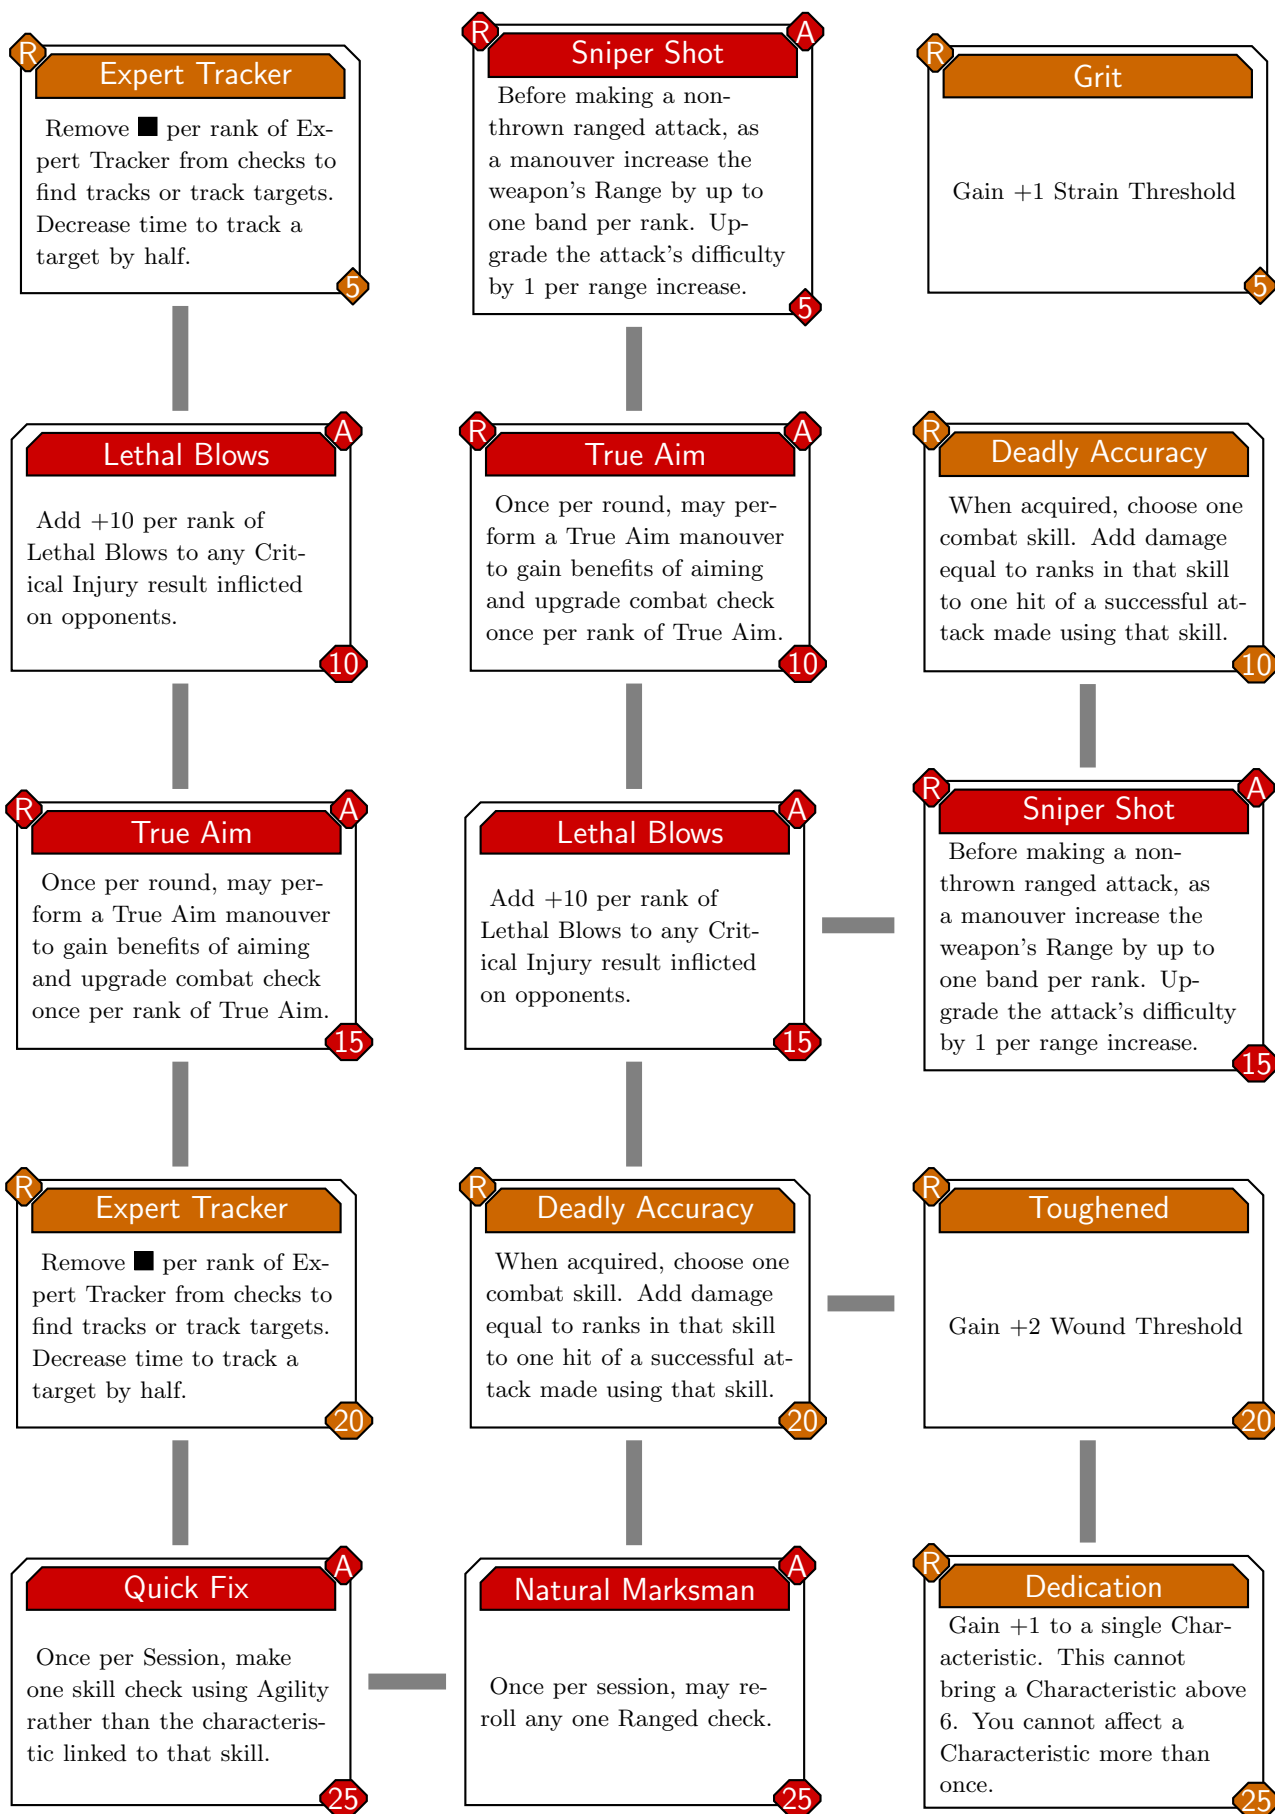 R
Expert Tracker
Remove ■ per rank of Ex-
pert Tracker from checks to
find tracks or track targets.
Decrease time to track a
target by half.
5
R
A
Sniper Shot
Before making a non-
thrown ranged attack, as
a manouver increase the
weapon's Range by up to
one band per rank. Up-
grade the attack's difficulty
by 1 per range increase.
5
R
Grit
Gain +1 Strain Threshold
5
A
Lethal Blows
Add +10 per rank of
Lethal Blows to any Crit-
ical Injury result inflicted
on opponents.
10
R
A
True Aim
Once per round, may per-
form a True Aim manouver
to gain benefits of aiming
and upgrade combat check
once per rank of True Aim.
10
R
Deadly Accuracy
When acquired, choose one
combat skill. Add damage
equal to ranks in that skill
to one hit of a successful at-
tack made using that skill.
10
R
A
True Aim
Once per round, may per-
form a True Aim manouver
to gain benefits of aiming
and upgrade combat check
once per rank of True Aim.
15
A
Lethal Blows
Add +10 per rank of
Lethal Blows to any Crit-
ical Injury result inflicted
on opponents.
15
R
A
Sniper Shot
Before making a non-
thrown ranged attack, as
a manouver increase the
weapon's Range by up to
one band per rank. Up-
grade the attack's difficulty
by 1 per range increase.
15
R
Expert Tracker
Remove ■ per rank of Ex-
pert Tracker from checks to
find tracks or track targets.
Decrease time to track a
target by half.
20
R
Deadly Accuracy
When acquired, choose one
combat skill. Add damage
equal to ranks in that skill
to one hit of a successful at-
tack made using that skill.
20
R
Toughened
Gain +2 Wound Threshold
20
A
Quick Fix
Once per Session, make
one skill check using Agility
rather than the characteris-
tic linked to that skill.
25
A
Natural Marksman
Once per session, may re-
roll any one Ranged check.
25
R
Dedication
Gain +1 to a single Char-
acteristic. This cannot
bring a Characteristic above
6. You cannot affect a
Characteristic more than
once.
25